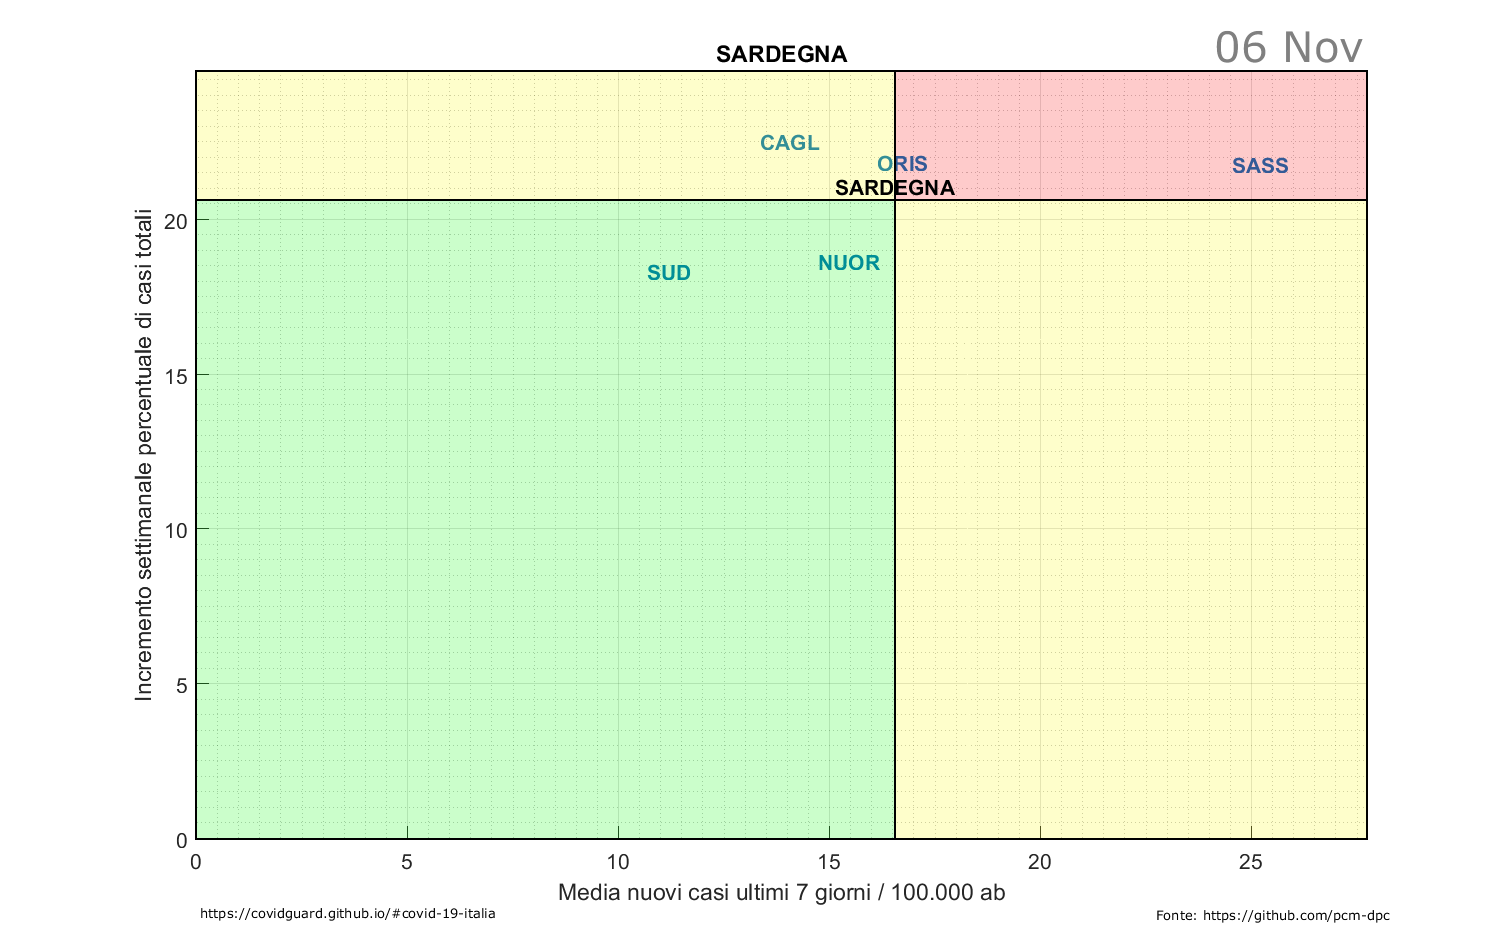 06 Nov
SARDEGNA
CAGL
ORIS
SASS
SARDEGNA
NUOR
SUD
Incremento settimanale percentuale di casi totali
20
15
10
5
0
0 5 10 15 20 25
Media nuovi casi ultimi 7 giorni / 100.000 ab
https://covidguard.github.io/#covid-19-italia
Fonte: https://github.com/pcm-dpc